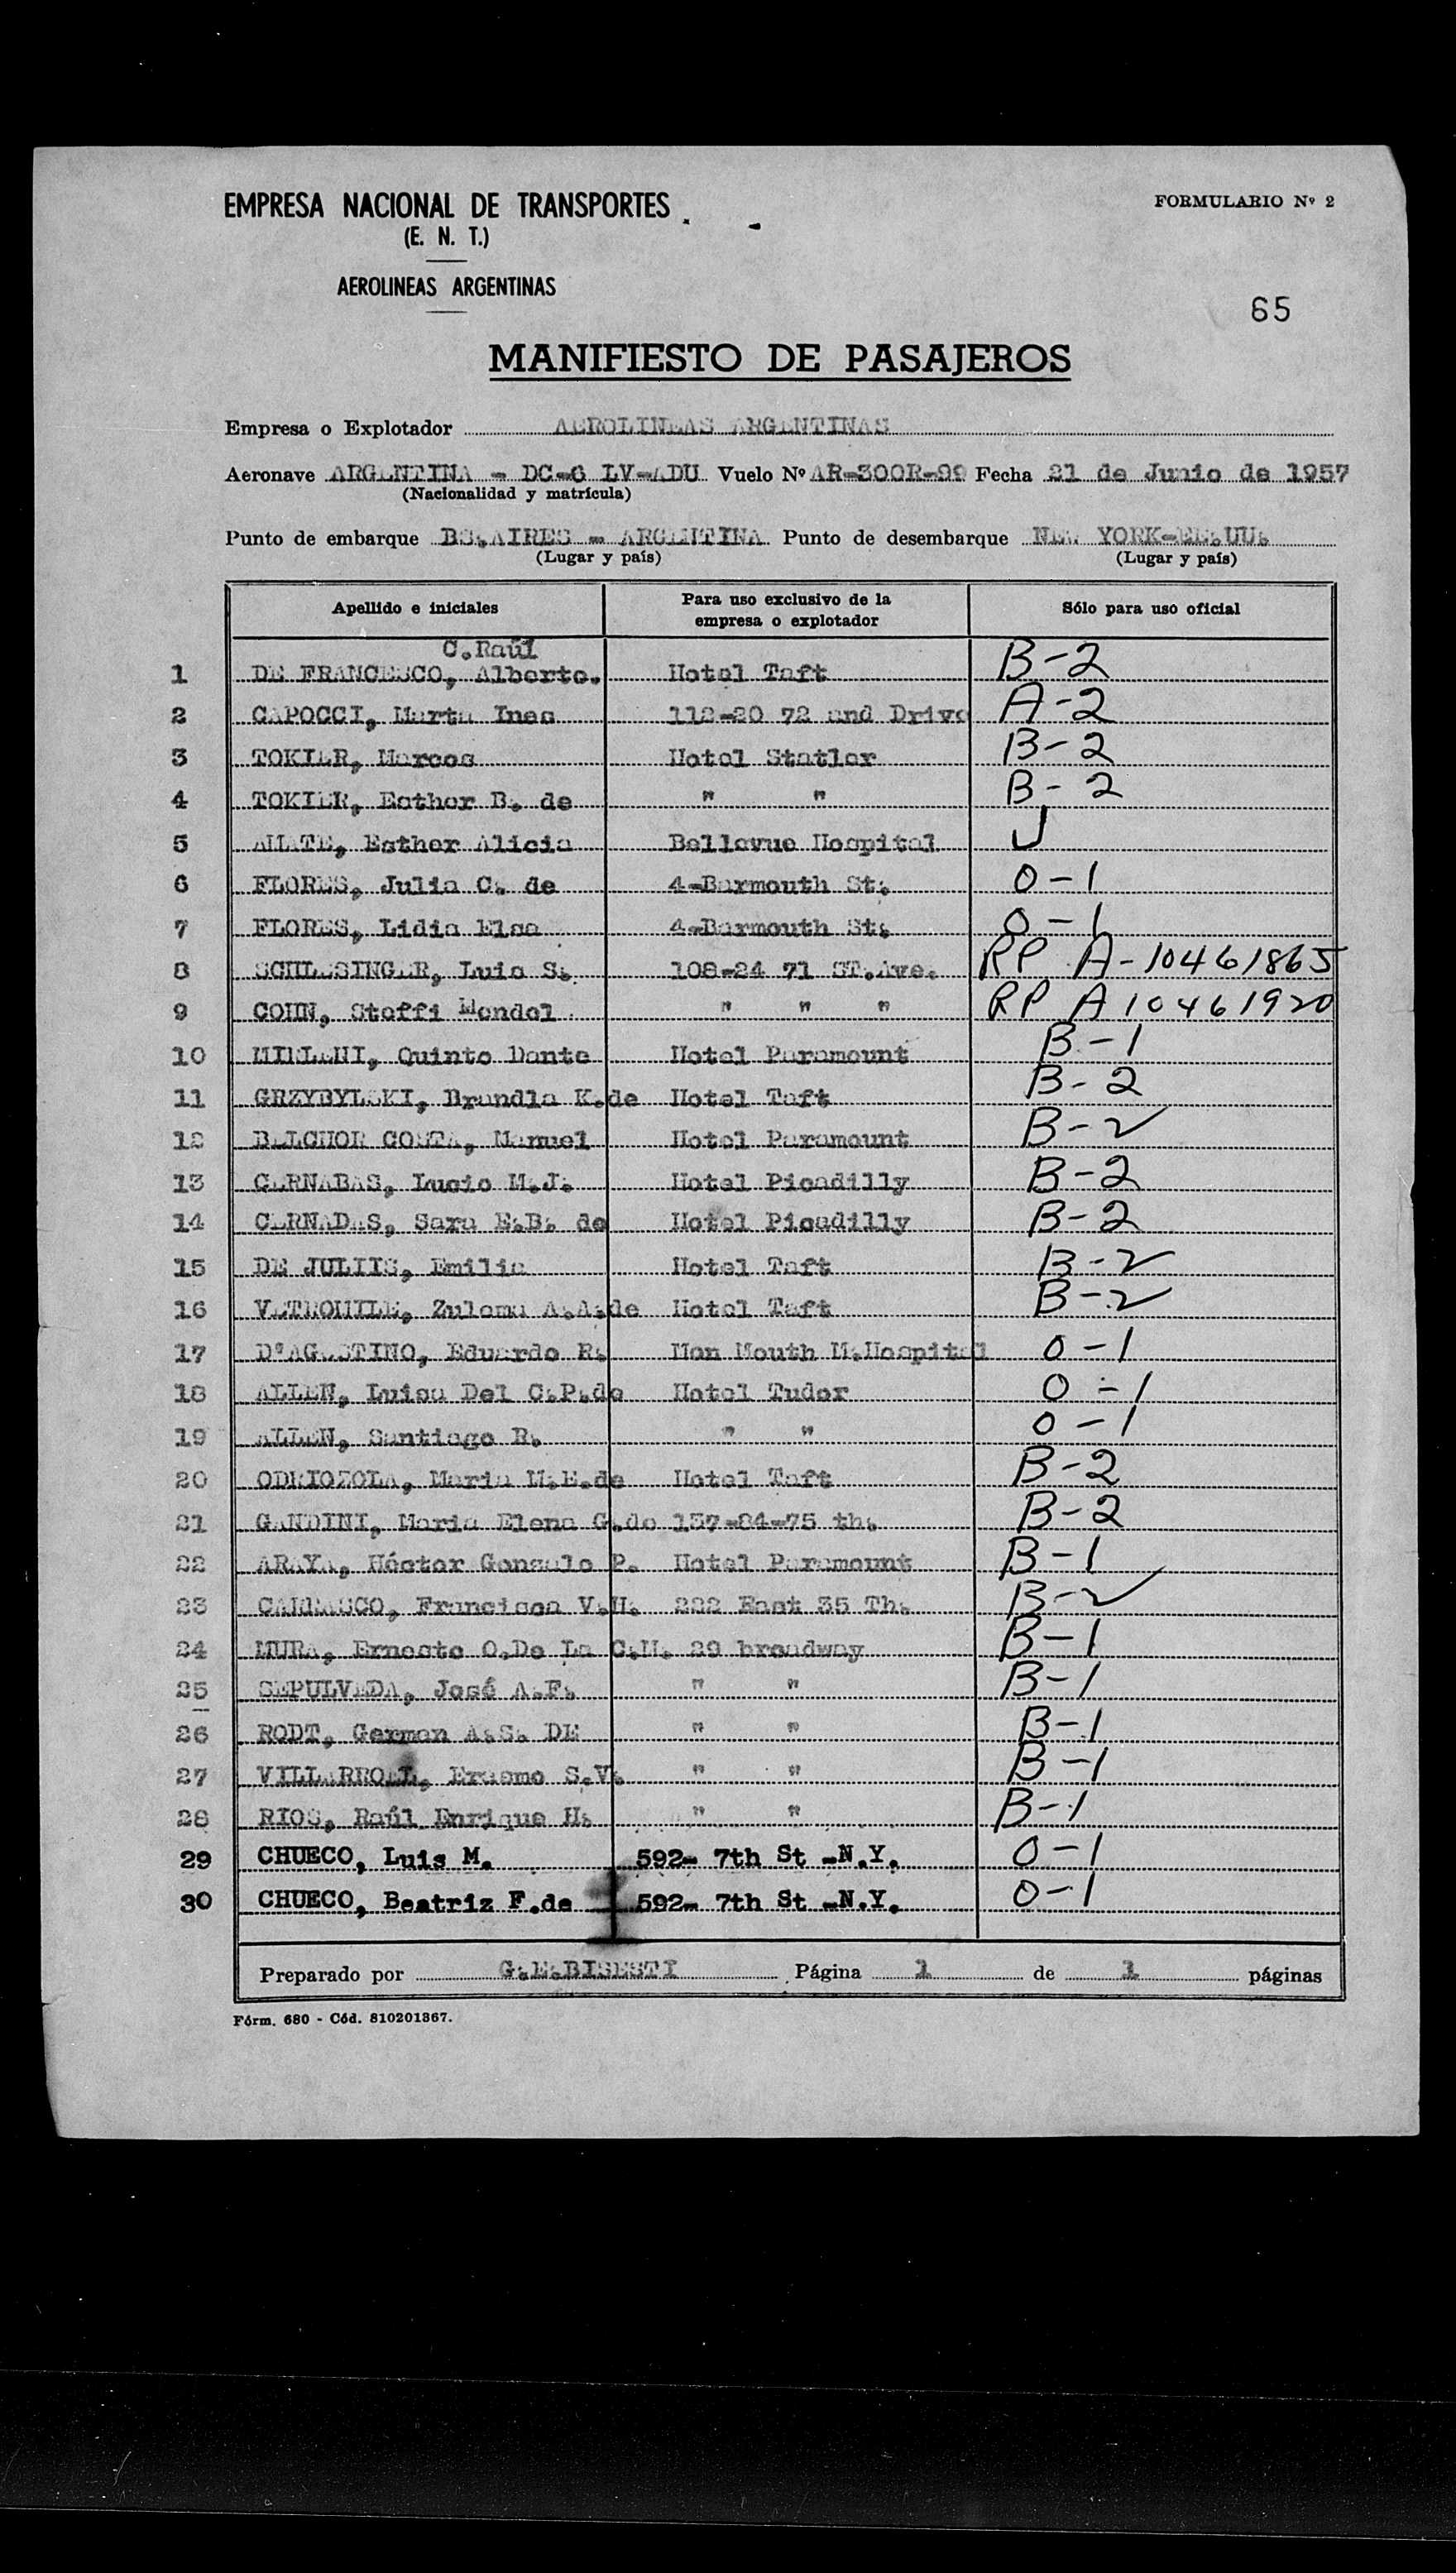 EMPRESA NACIONAL DE TRANSPORTES
(E. N. T.)
AEROLINEAS ARGENTINAS
FORMULARIO Nº 2
65
MANIFIESTO DE PASAJEROS
Empresa o Explotador AEROLINEAS ARGENTINAS
Aeronave ARGENTINA - DC-6 LV-ADU Vuelo Nº AR-300R-99 Fecha 21 de Junio de 1957
(Nacionalidad y matrícula)
Punto de embarque BS.AIRES - ARGENTINA Punto de desembarque NEW YORK-EE.UU.
(Lugar y país) (Lugar y país)
Apellido e iniciales Para uso exclusivo de la empresa o explotador Sólo para uso oficial
C.Raúl
1 DE FRANCESCO, Alberto. Hotel Taft B-2
2 CAPOCCI, Marta Ines 112-20 72 and Drive A-2
3 TOKIER, Marcos Hotel Statler B-2
4 TOKIER, Esther B. de " " B-2
5 Esther Alicia Bellevue Hospital J
6 FLORES, Julia C. de 4-Barmouth St. 0-1
7 FLORES, Lidia Elsa 4-Barmouth St. 0-1
8 SCHLESINGER, Luis S. 108-24 71 ST.Ave. RP A-10461865
9 COHN, Steffi Mendel " " " RP A10461920
10 Quinto Dante Hotel Paramount B-1
11 GRZYBYLSKI, Brandla K.de Hotel Taft B-2
12 BELCHOR COSTA, Manuel Hotel Paramount B-2
13 CERNABAS, Lucio M.J. Hotel Picadilly B-2
14 CERNADAS, Sara E.B. de Hotel Picadilly B-2
15 DE JULIIS, Emilia Hotel Taft B-2
16 VETROMILE, Zulema A.A.de Hotel Taft B-2
17 D'AGOSTINO, Eduardo R. Mon Mouth M.Hospital 0-1
18 ALLEN, Luisa Del C.P.de Hotel Tudor 0-1
19 ALLEN, Santiago R. " " 0-1
20 ODRIOZOLA, Maria M.E.de Hotel Taft B-2
21 GANDINI, Maria Elena G.de 137-84-75 th. B-2
22 ARAYA, Héctor Gonzalo P. Hotel Paramount B-1
23 CARRASCO, Francisca V.H. 222 East 35 Th. B-2
24 MURA, Ernesto O.De La C.H. 29 broadway B-1
25 SEPULVEDA, José A.F. " " B-1
26 RODT, German A.S. DE " " B-1
27 VILLARROEL, Erasmo S.V. " " B-1
28 RIOS, Raúl Enrique H. " " B-1
29 CHUECO, Luis M. 592- 7th St -N.Y. 0-1
30 CHUECO, Beatriz F.de 592- 7th St -N.Y. 0-1
Preparado por G.E.BISESTI Página 1 de 1 páginas
Fórm. 680 - Cód. 810201367.